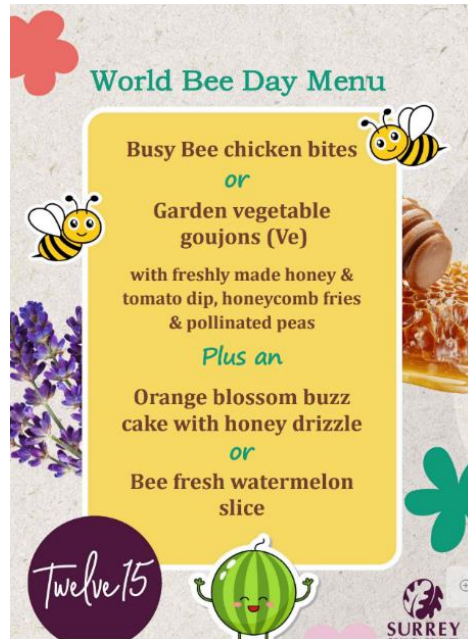 World Bee Day Menu
Busy Bee chicken bites
or
Garden vegetable
goujons (Ve)
with freshly made honey &
tomato dip, honeycomb fries
& pollinated peas
Plus an
Orange blossom buzz
cake with honey drizzle
or
Bee fresh watermelon
slice
Twelve15
SURREY